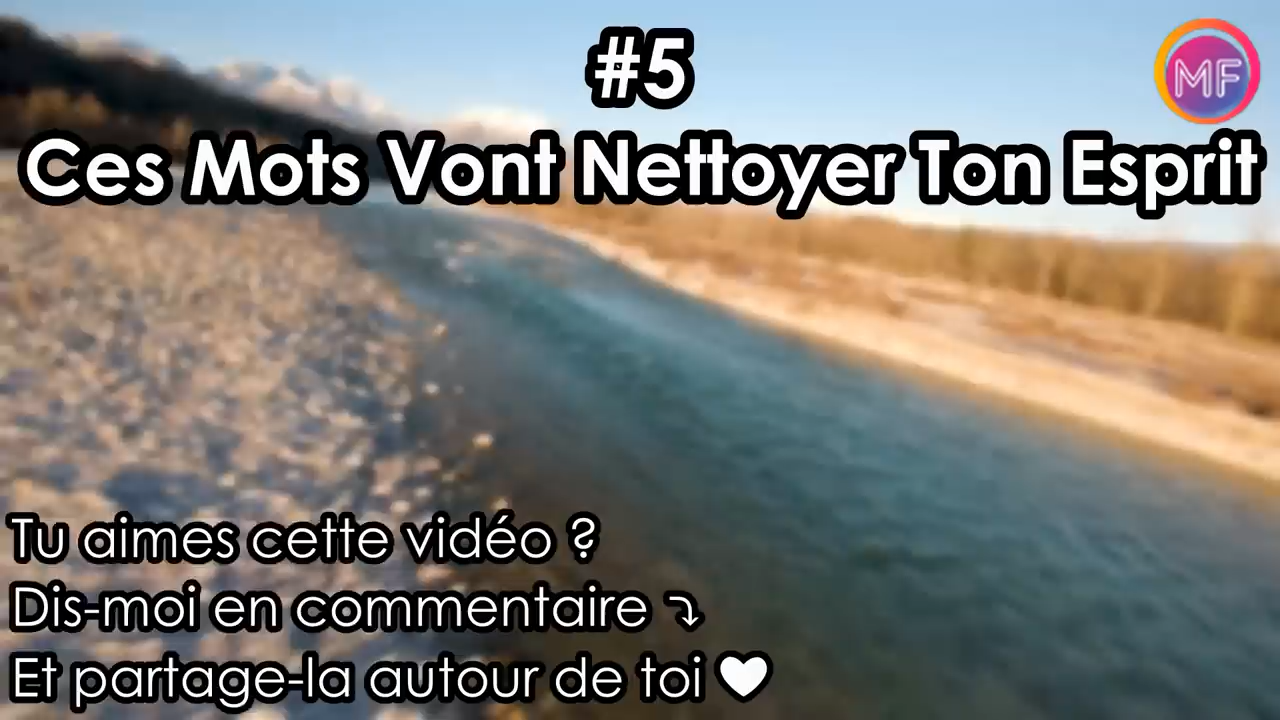 #5
MF
Ces Mots Vont Nettoyer Ton Esprit
Tu aimes cette vidéo ?
Dis-moi en commentaire ⤵
Et partage-la autour de toi ♥